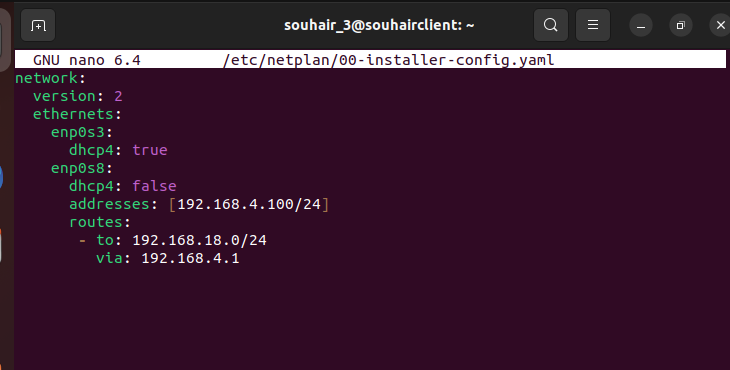 souhair_3@souhairclient: ~
GNU nano 6.4 /etc/netplan/00-installer-config.yaml
network:
  version: 2
  ethernets:
    enp0s3:
      dhcp4: true
    enp0s8:
      dhcp4: false
      addresses: [192.168.4.100/24]
      routes:
       - to: 192.168.18.0/24
         via: 192.168.4.1